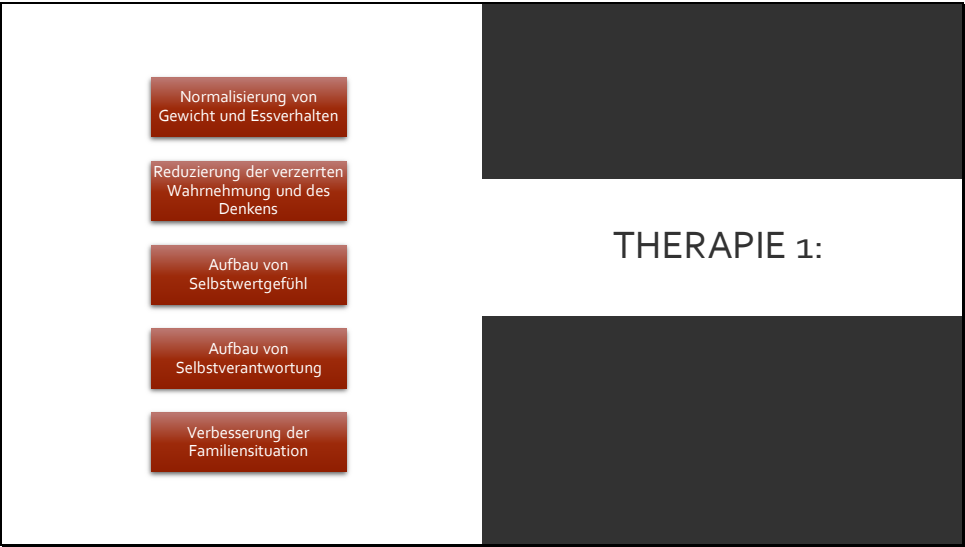 Normalisierung von
Gewicht und Essverhalten
Reduzierung der verzerrten
Wahrnehmung und des
Denkens
Aufbau von
Selbstwertgefühl
Aufbau von
Selbstverantwortung
Verbesserung der
Familiensituation
THERAPIE 1: